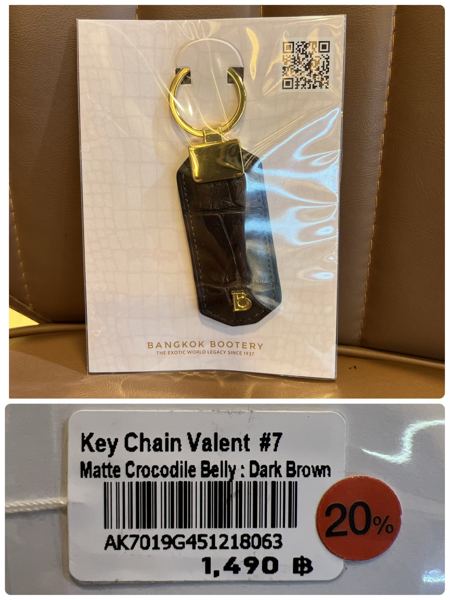 B
BANGKOK BOOTERY
THE EXOTIC WORLD LEGACY SINCE 1937
Key Chain Valent #7
Matte Crocodile Belly : Dark Brown
AK7019G451218063
1,490 ฿
20%